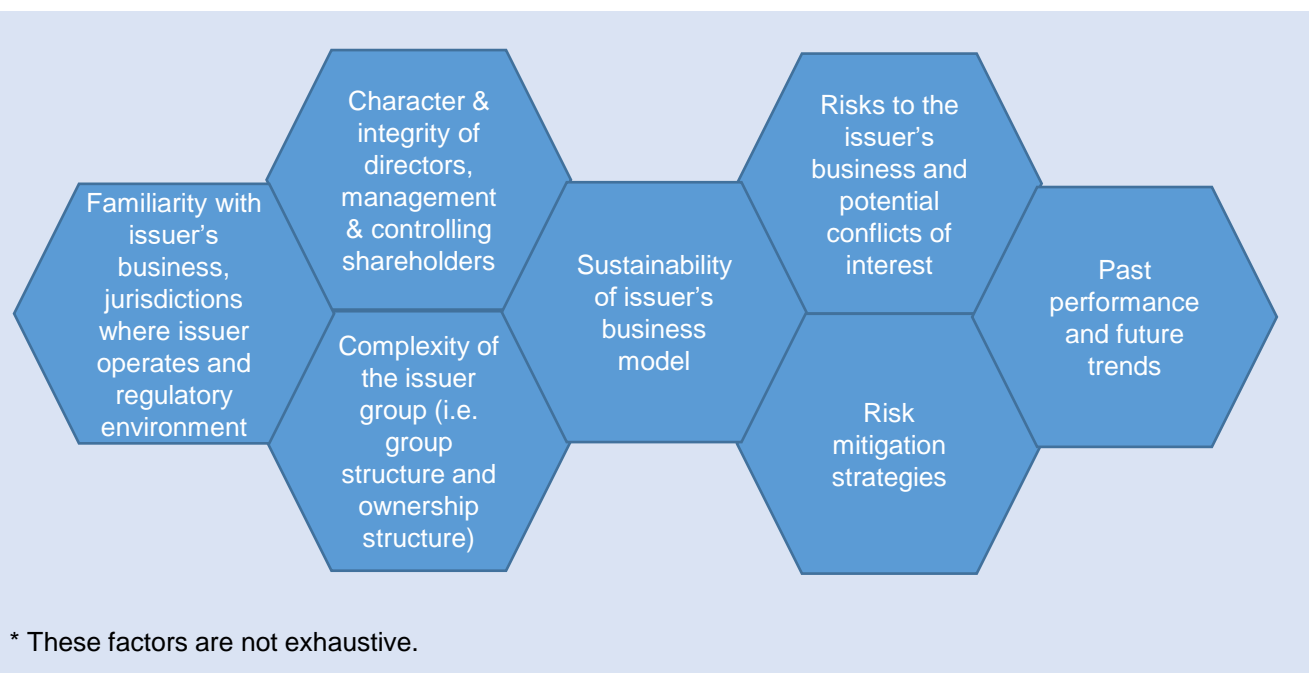 Familiarity with
issuer's
business,
jurisdictions
where issuer
operates and
regulatory
environment
Character &
integrity of
directors,
management
& controlling
shareholders
Complexity of
the issuer
group (i.e.
group
structure and
ownership
structure)
Sustainability
of issuer's
business
model
Risks to the
issuer's
business and
potential
conflicts of
interest
Risk
mitigation
strategies
Past
performance
and future
trends
* These factors are not exhaustive.